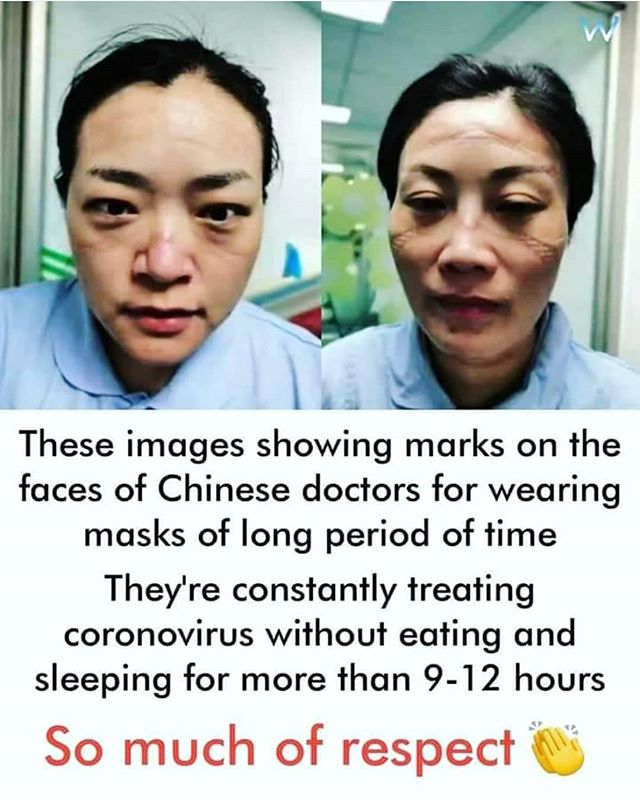 W
These images showing marks on the
faces of Chinese doctors for wearing
masks of long period of time
They're constantly treating
coronovirus without eating and
sleeping for more than 9-12 hours
So much of respect 👏